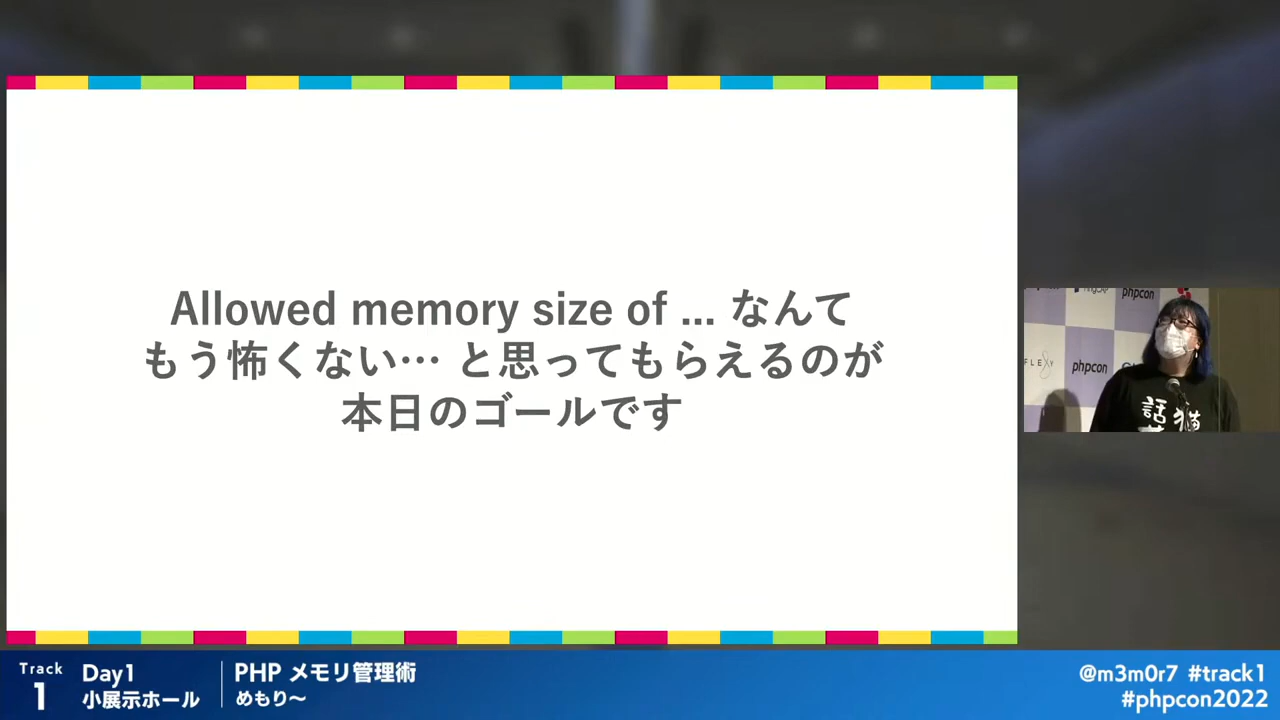 Allowed memory size of ... なんて
もう怖くない… と思ってもらえるのが
本日のゴールです
phpcon
FLEXY
phpcon
猫
話
Track
1
Day1
小展示ホール
PHP メモリ管理術
めもり〜
@m3m0r7 #track1
#phpcon2022